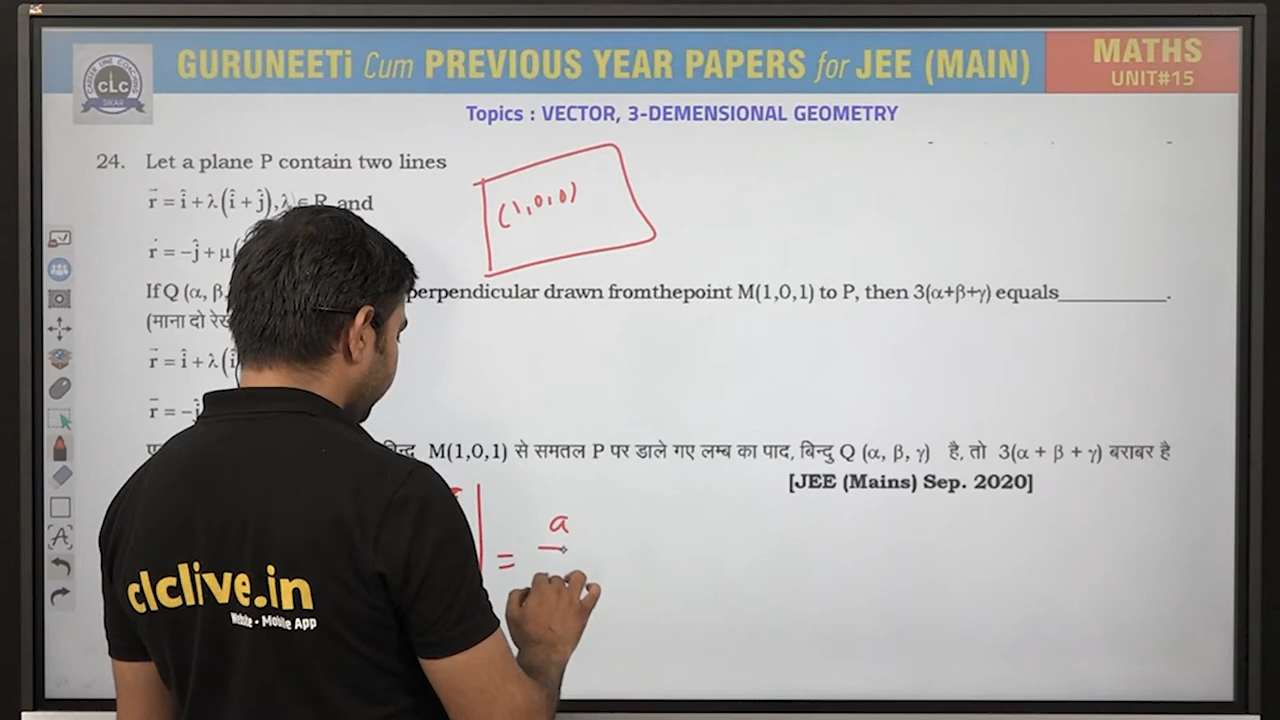 GURUNEETi Cum PREVIOUS YEAR PAPERS for JEE (MAIN)
MATHS
UNIT#15
CLC
SIKAR
Topics : VECTOR, 3-DEMENSIONAL GEOMETRY
24. Let a plane P contain two lines
r⃗ = î + λ(î + ĵ), λ ∈ R and
(1,0,0)
r⃗ = -ĵ + μ(
If Q (α, β, perpendicular drawn fromthepoint M(1,0,1) to P, then 3(α+β+γ) equals__________.
(माना दो रेख
r⃗ = î + λ(î
r⃗ = -ĵ
बिन्दु M(1,0,1) से समतल P पर डाले गए लम्ब का पाद, बिन्दु Q (α, β, γ) है, तो 3(α + β + γ) बराबर है
[JEE (Mains) Sep. 2020]
= a
clclive.in
Website - Mobile App